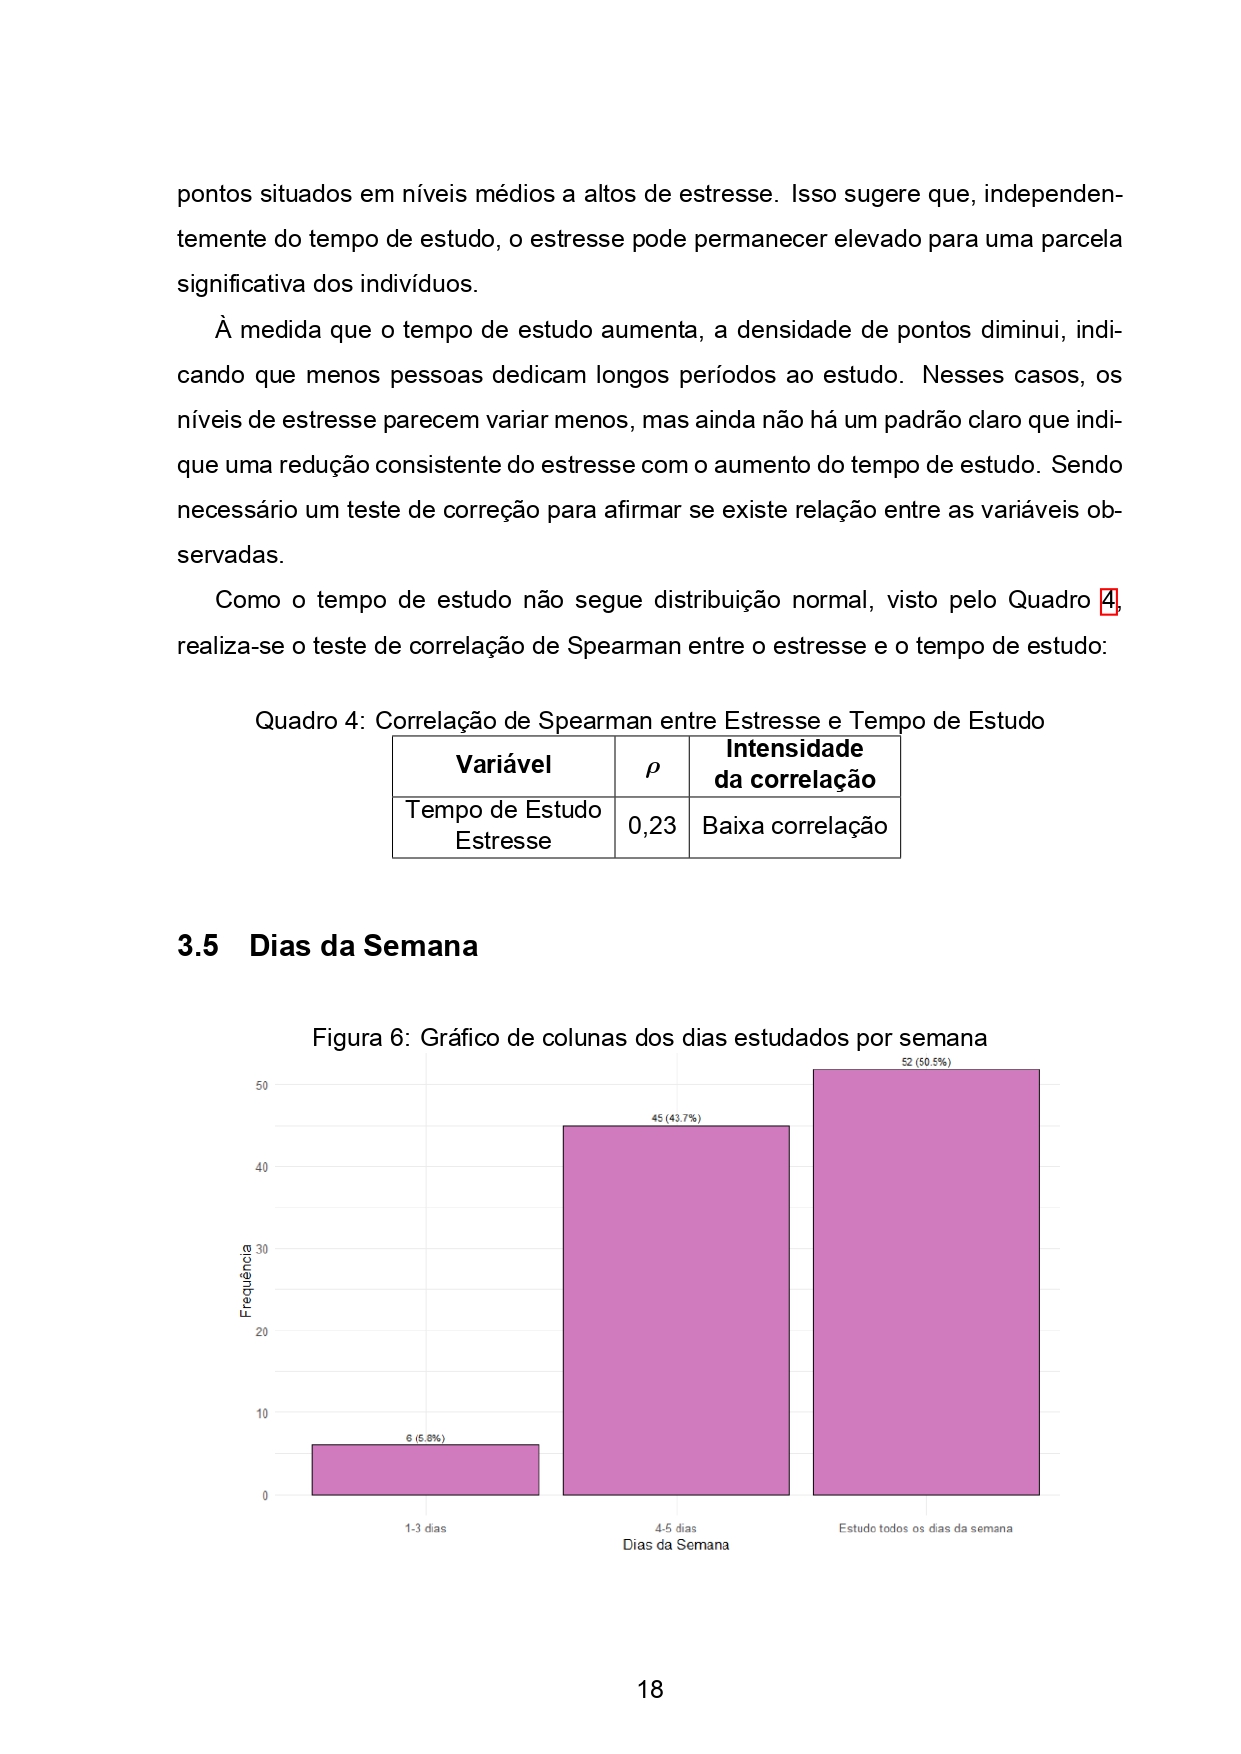 pontos situados em níveis médios a altos de estresse. Isso sugere que, independen-
temente do tempo de estudo, o estresse pode permanecer elevado para uma parcela
significativa dos indivíduos.
À medida que o tempo de estudo aumenta, a densidade de pontos diminui, indi-
cando que menos pessoas dedicam longos períodos ao estudo. Nesses casos, os
níveis de estresse parecem variar menos, mas ainda não há um padrão claro que indi-
que uma redução consistente do estresse com o aumento do tempo de estudo. Sendo
necessário um teste de correção para afirmar se existe relação entre as variáveis ob-
servadas.
Como o tempo de estudo não segue distribuição normal, visto pelo Quadro 4,
realiza-se o teste de correlação de Spearman entre o estresse e o tempo de estudo:
Quadro 4: Correlação de Spearman entre Estresse e Tempo de Estudo
Variável ρ Intensidade
da correlação
Tempo de Estudo
Estresse 0,23 Baixa correlação
3.5 Dias da Semana
Figura 6: Gráfico de colunas dos dias estudados por semana
52 (50.5%)
50
45 (43.7%)
40
30
Frequência
20
10
6 (5.8%)
0
1-3 dias 4-5 dias Estudo todos os dias da semana
Dias da Semana
18